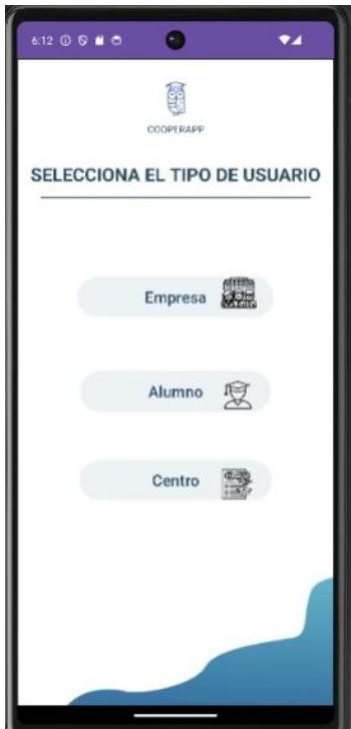 6:12
COOPERAPP
SELECCIONA EL TIPO DE USUARIO
Empresa
Alumno
Centro